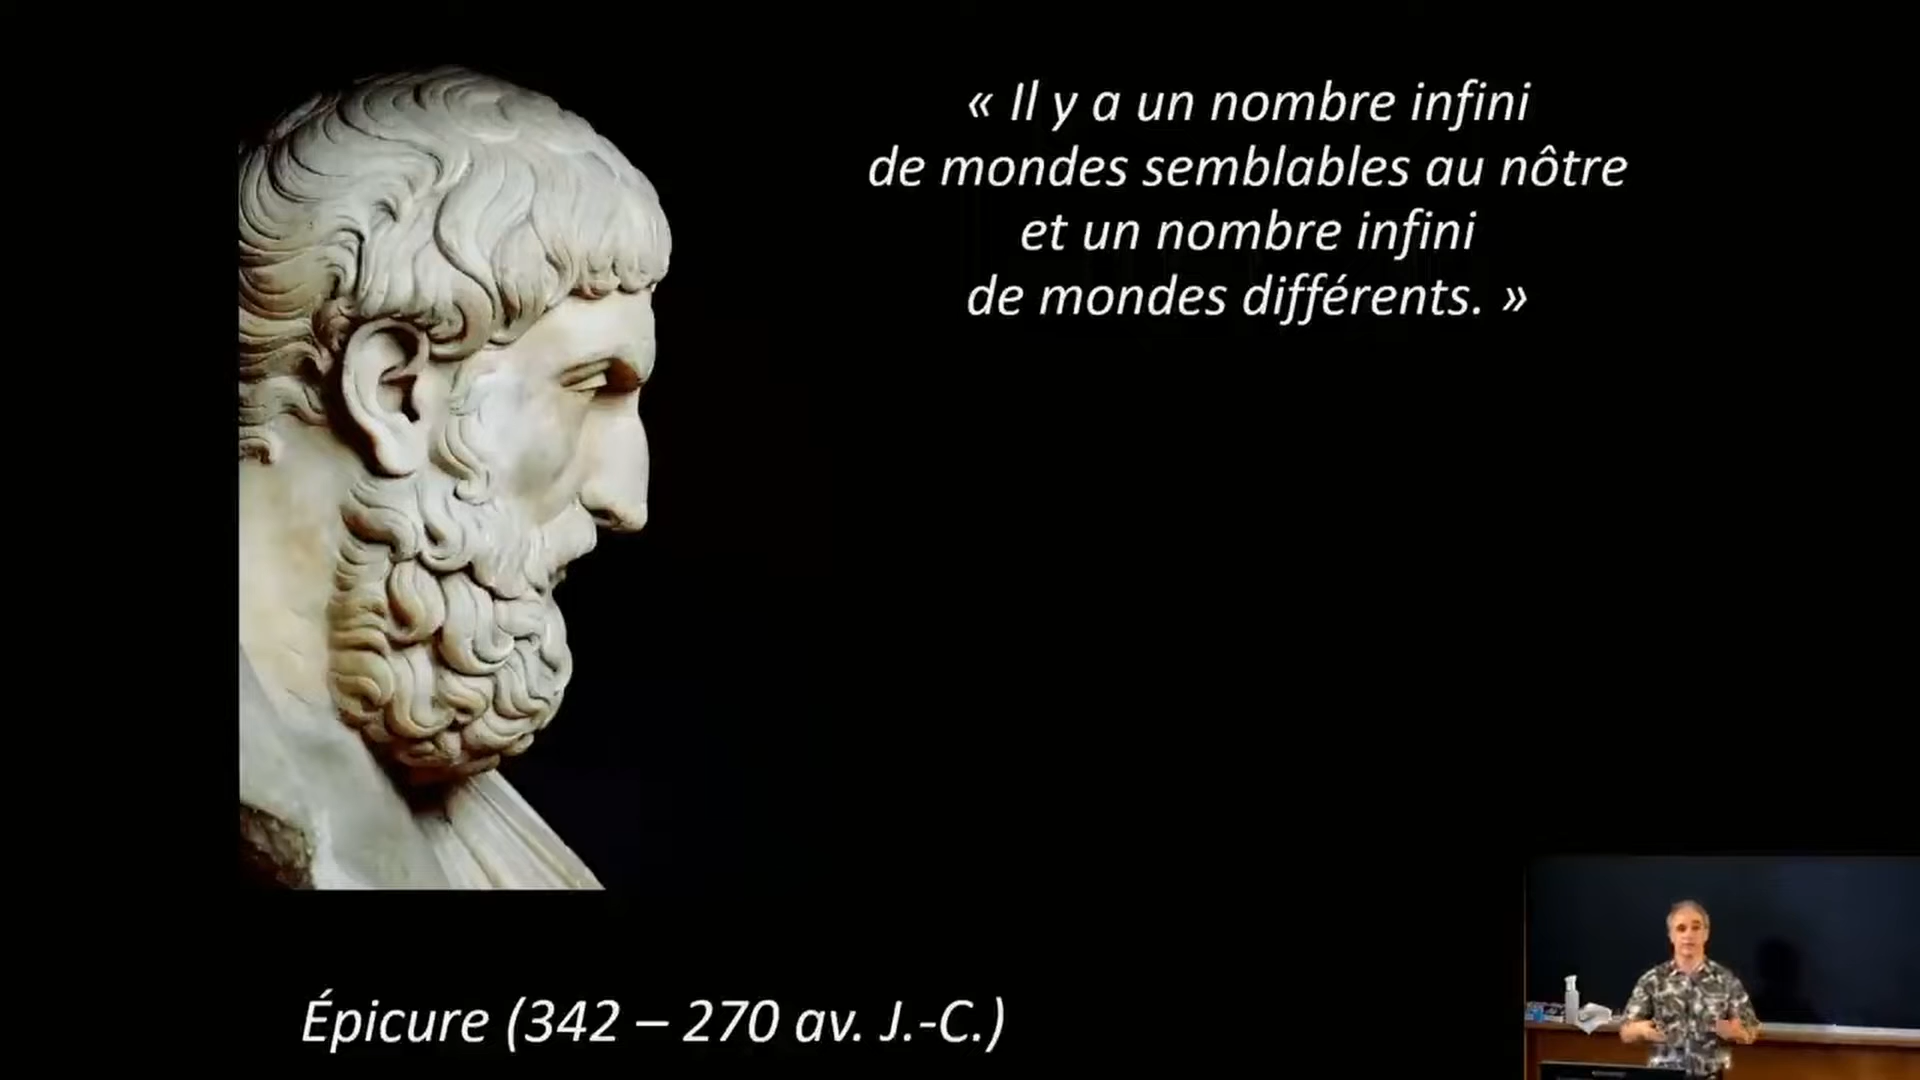 « Il y a un nombre infini
de mondes semblables au nôtre
et un nombre infini
de mondes différents. »
Épicure (342 – 270 av. J.-C.)